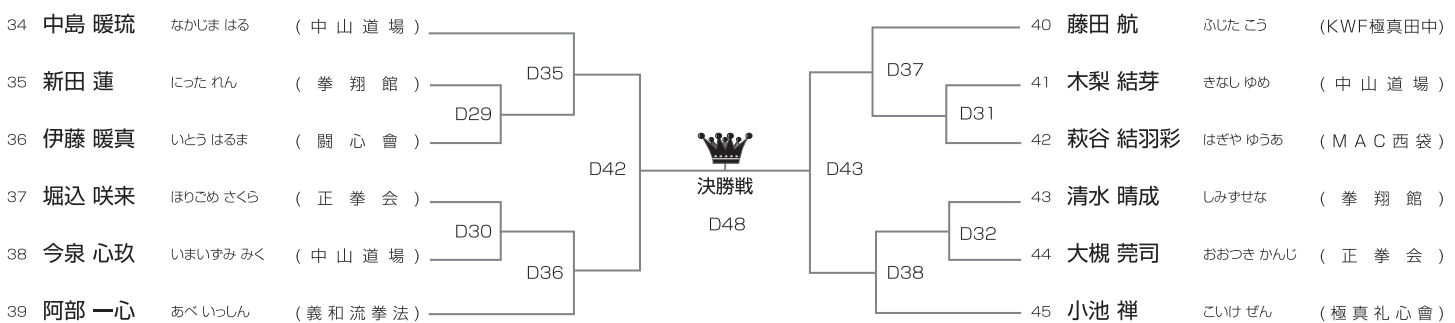 34 中島 暖琉 なかじま はる (中山道場)
35 新田 蓮 にった れん (拳翔館)
36 伊藤 暖真 いとう はるま (闘心會)
37 堀込 咲来 ほりごめ さくら (正拳会)
38 今泉 心玖 いまいずみ みく (中山道場)
39 阿部 一心 あべ いっしん (義和流拳法)
D35
D29
D42
D30
D36
決勝戦
D48
D37
D31
D43
D32
D38
40 藤田 航 ふじた こう (KWF極真田中)
41 木梨 結芽 きなし ゆめ (中山道場)
42 萩谷 結羽彩 はぎや ゆうあ (MAC西袋)
43 清水 晴成 しみずせな (拳翔館)
44 大槻 莞司 おおつき かんじ (正拳会)
45 小池 禅 こいけ ぜん (極真礼心會)